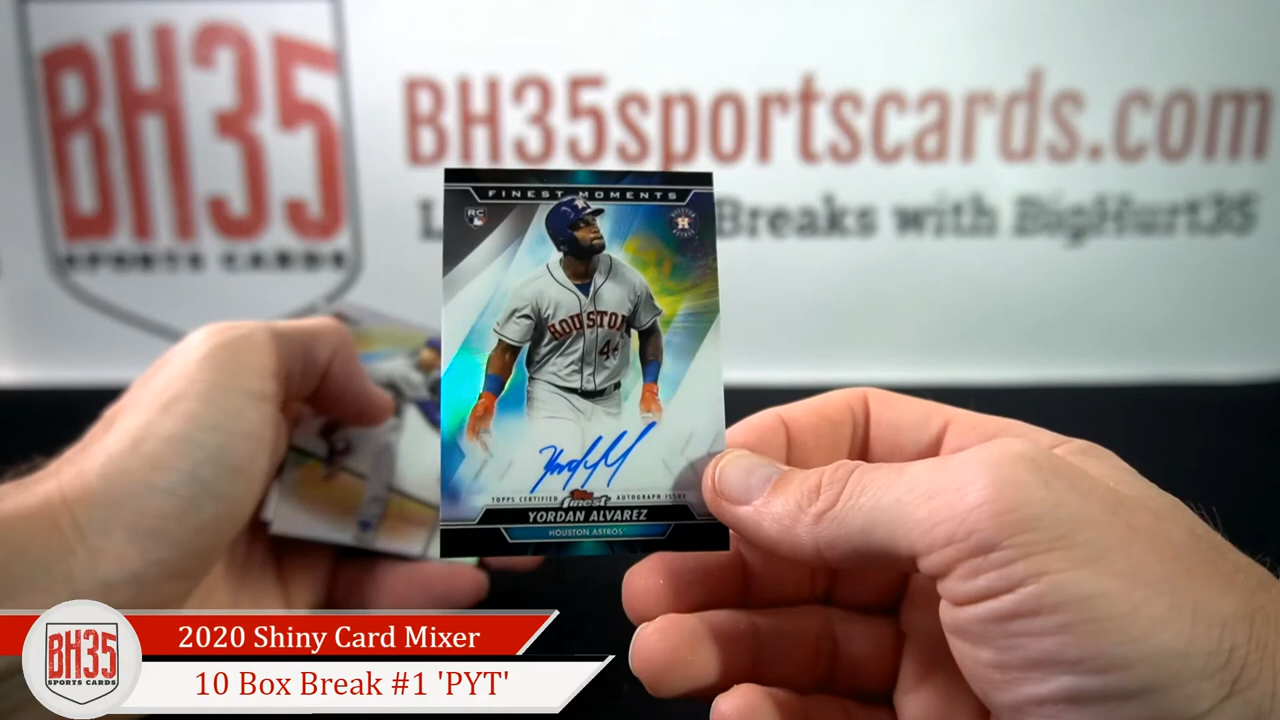 BH35
SPORTS CARDS
BH35sportscards.com
Breaks with BigHurt35
FINEST MOMENTS
RC
HOUSTON
44
TOPPS CERTIFIED AUTOGRAPH ISSUE
Topps
finest
YORDAN ALVAREZ
HOUSTON ASTROS
2020 Shiny Card Mixer
10 Box Break #1 'PYT'
BH35
SPORTS CARDS